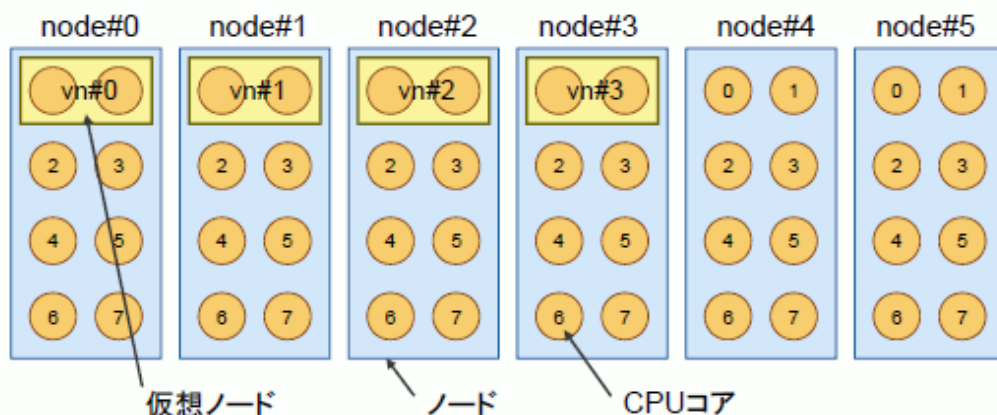 node#0 node#1 node#2 node#3 node#4 node#5
vn#0 vn#1 vn#2 vn#3 0 1 0 1
2 3 2 3 2 3 2 3 2 3 2 3
4 5 4 5 4 5 4 5 4 5 4 5
6 7 6 7 6 7 6 7 6 7 6 7
仮想ノード ノード CPUコア